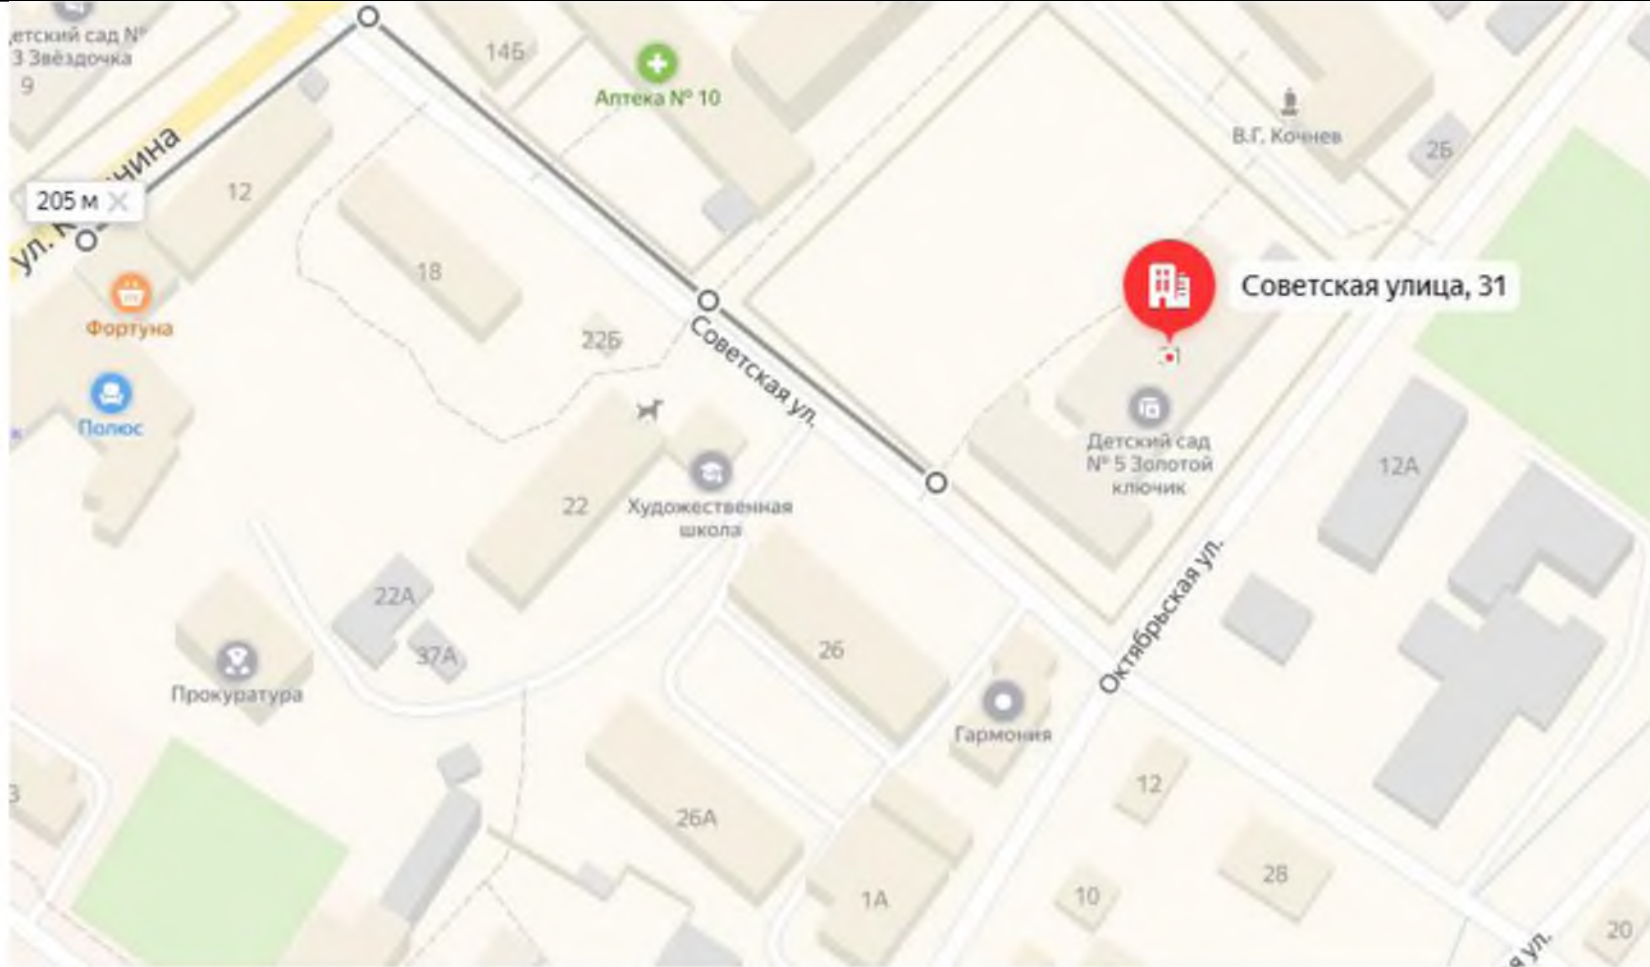 етский сад №
3 Звёздочка
9
14Б
Аптека № 10
В.Г. Кочнев
2Б
12
205 м
ул.
чина
18
Советская улица, 31
Фортуна
22Б
Советская ул.
31
Полюс
Детский сад
№ 5 Золотой
ключик
12А
22
Художественная
школа
22А
Октябрьская ул.
26
37А
Прокуратура
Гармония
12
3
26А
28
1А
10
20
я ул.